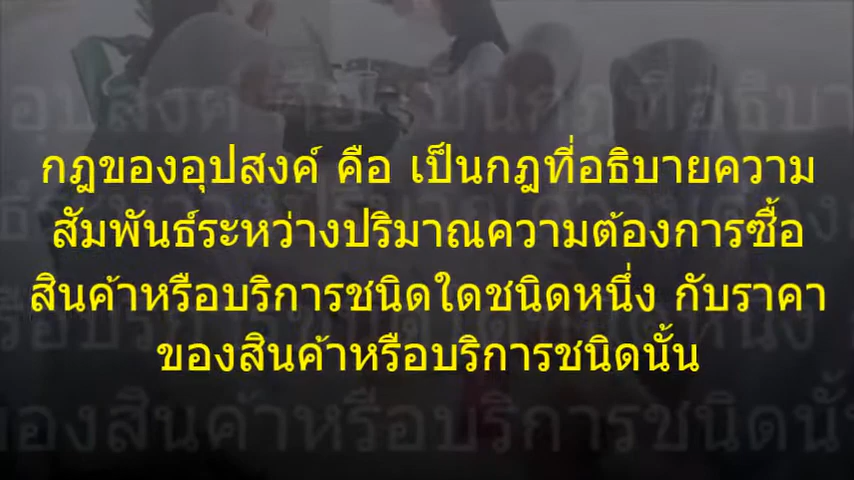 กฎของอุปสงค์ คือ เป็นกฎที่อธิบายความ
สัมพันธ์ระหว่างปริมาณความต้องการซื้อ
สินค้าหรือบริการชนิดใดชนิดหนึ่ง กับราคา
ของสินค้าหรือบริการชนิดนั้น